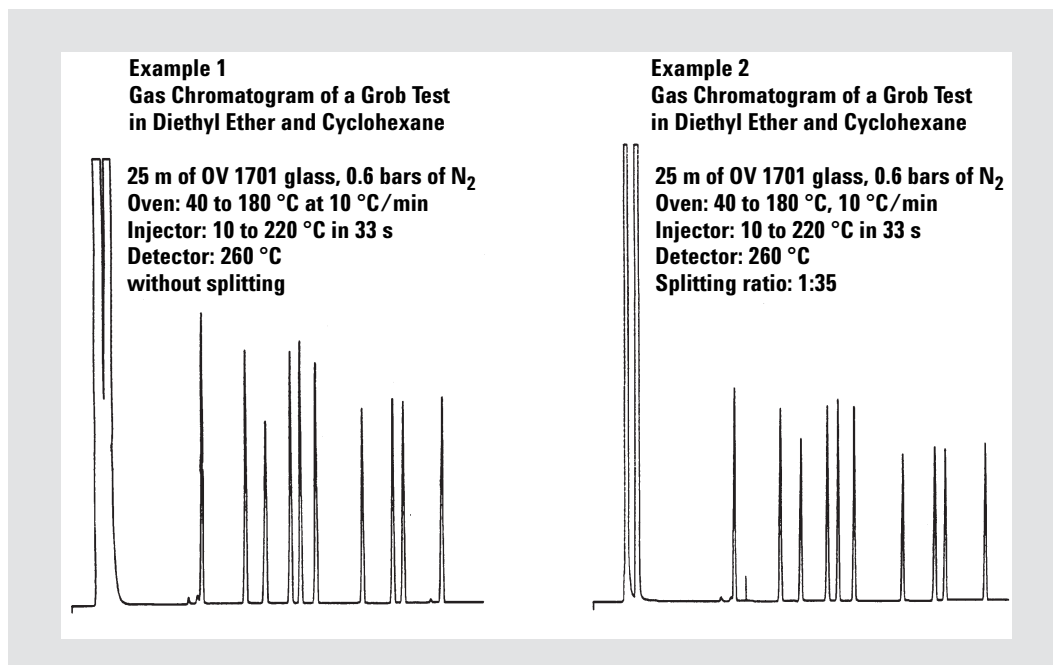 Example 1
Gas Chromatogram of a Grob Test
in Diethyl Ether and Cyclohexane
25 m of OV 1701 glass, 0.6 bars of N₂
Oven: 40 to 180 °C at 10 °C/min
Injector: 10 to 220 °C in 33 s
Detector: 260 °C
without splitting
Example 2
Gas Chromatogram of a Grob Test
in Diethyl Ether and Cyclohexane
25 m of OV 1701 glass, 0.6 bars of N₂
Oven: 40 to 180 °C, 10 °C/min
Injector: 10 to 220 °C in 33 s
Detector: 260 °C
Splitting ratio: 1:35